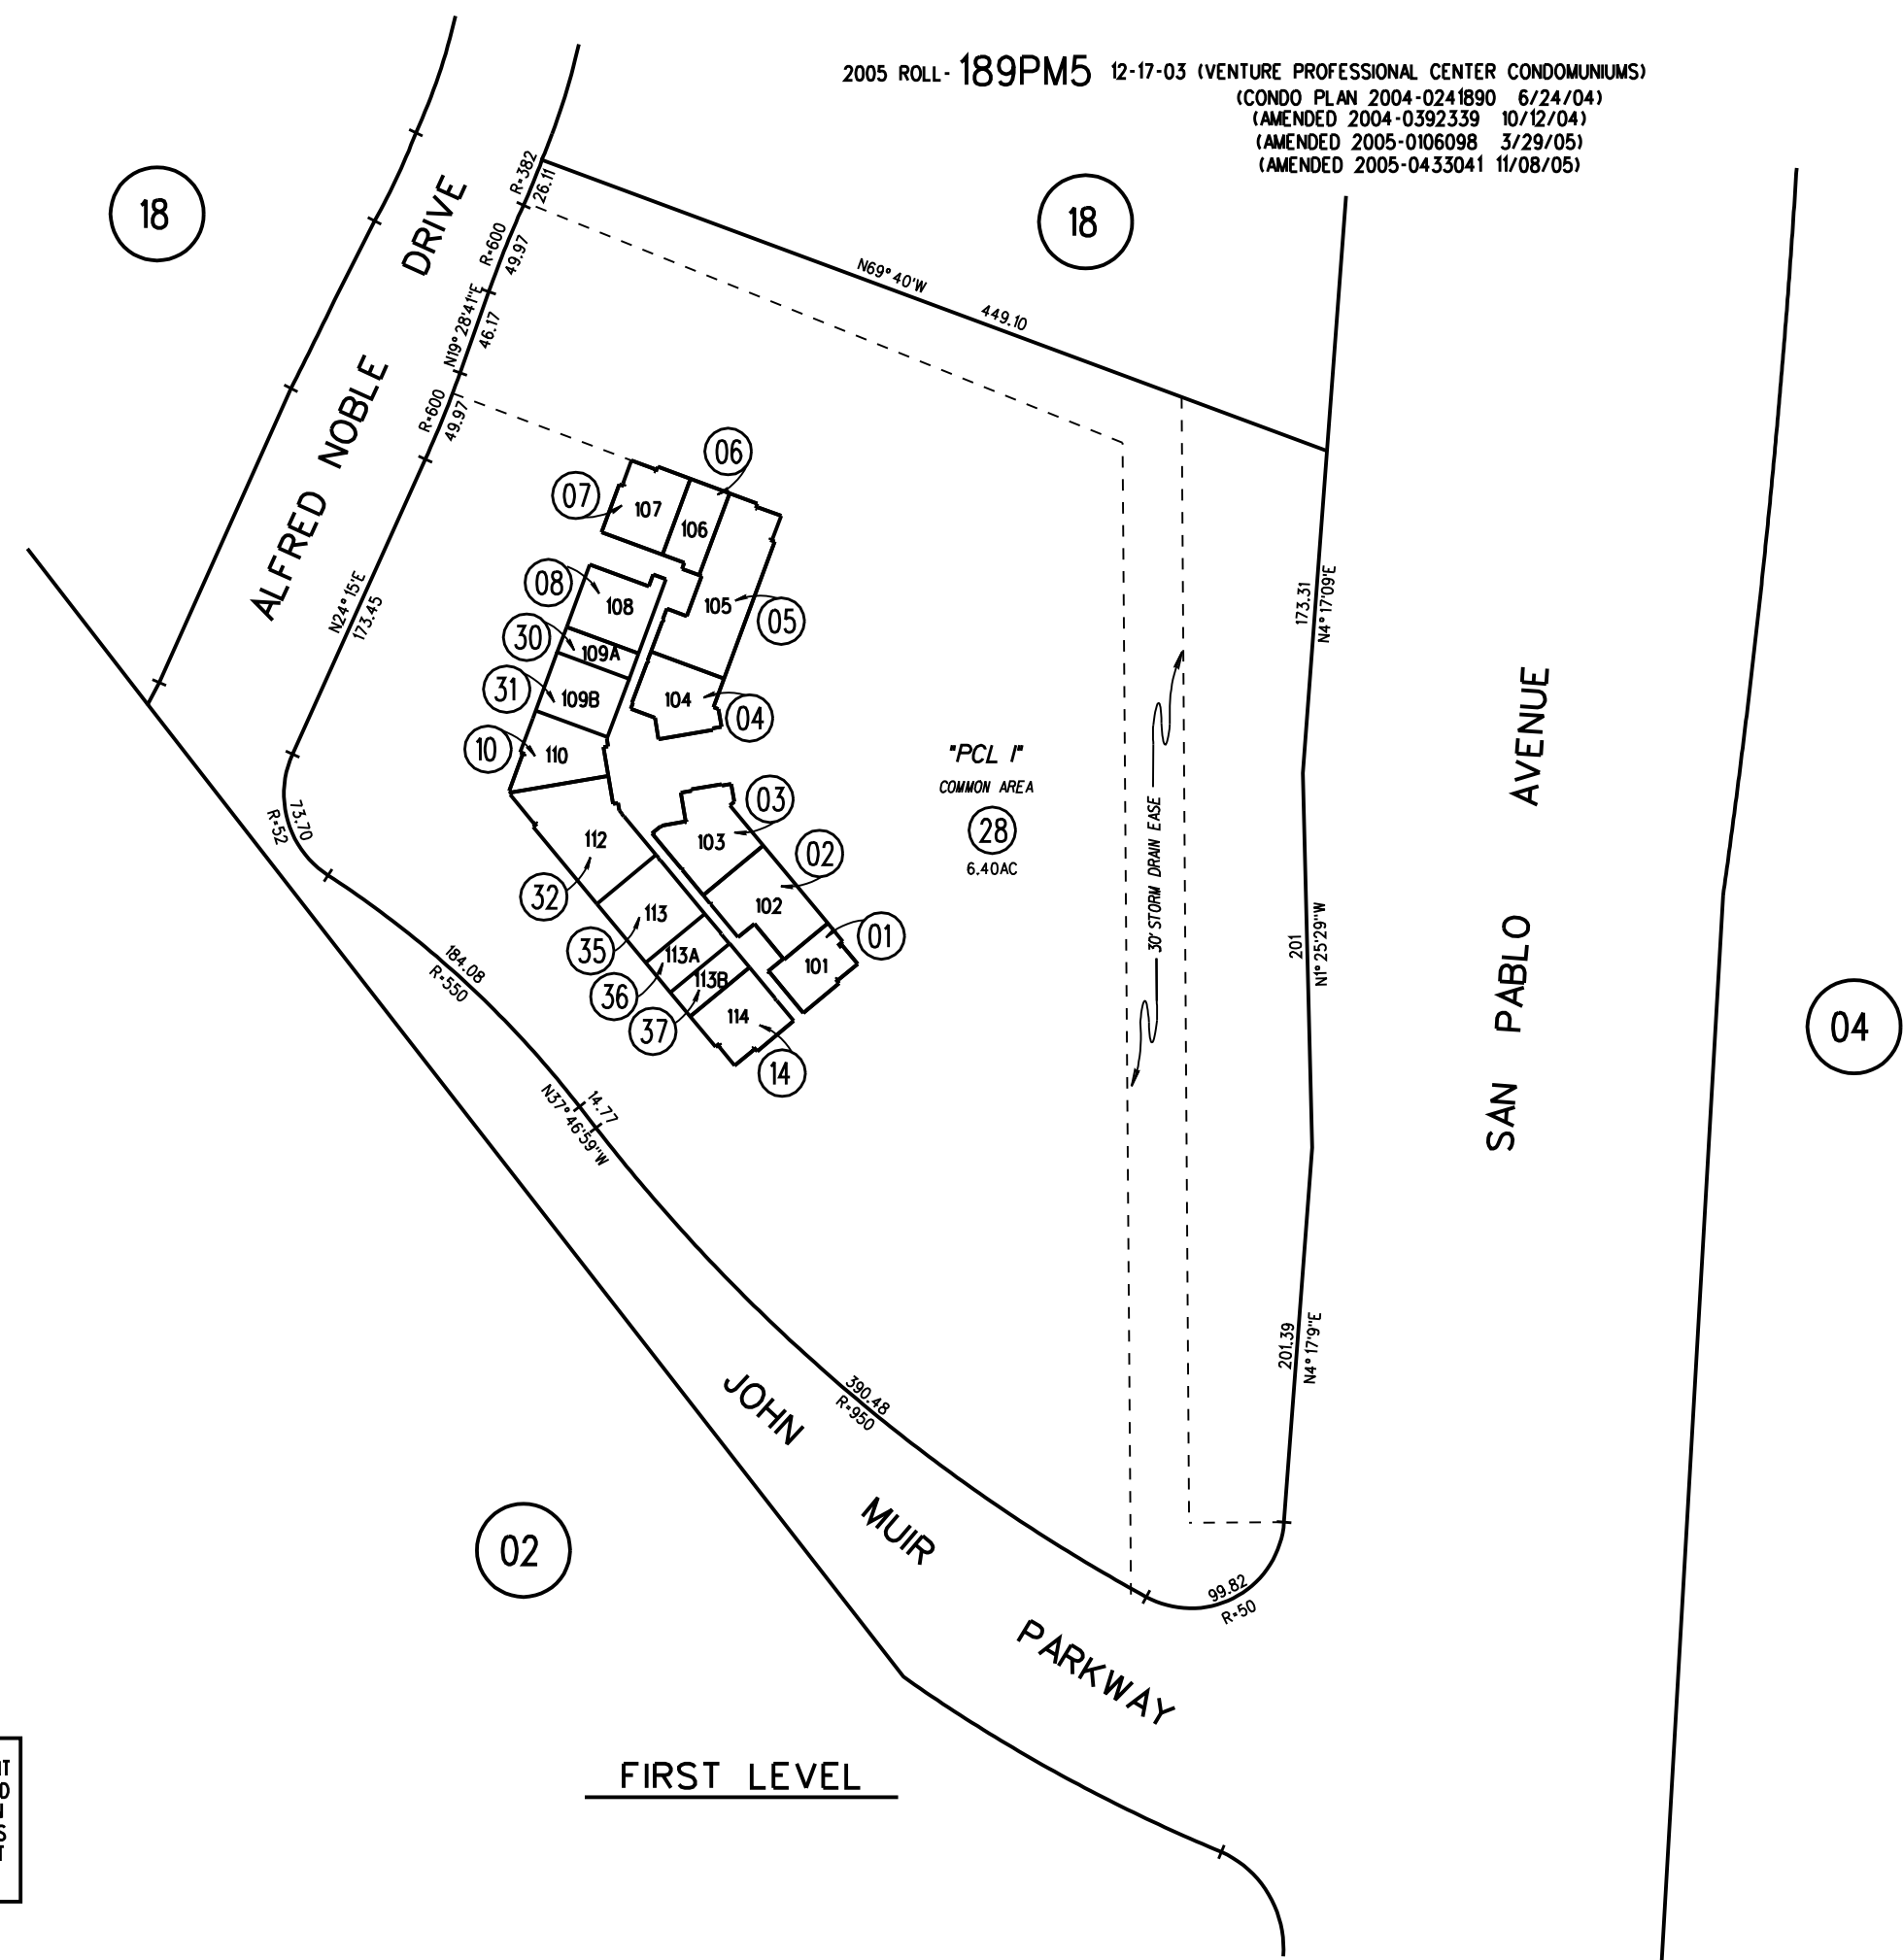 2005 ROLL- 189PM5 12-17-03 (VENTURE PROFESSIONAL CENTER CONDOMUNIUMS)
(CONDO PLAN 2004-0241890 6/24/04)
(AMENDED 2004-0392339 10/12/04)
(AMENDED 2005-0106098 3/29/05)
(AMENDED 2005-0433041 11/08/05)
18
18
ALFRED NOBLE DRIVE
R=382
26.11
R=600
49.97
N19°28'41"E
46.17
R=600
49.97
N24°15'E
173.45
73.70
R=52
N69°40'W
449.10
06
07
107
106
08
108
105
05
30
109A
31
109B
104
04
10
110
"PCL 1"
COMMON AREA
28
6.40AC
03
103
112
02
102
32
113
01
101
35
113A
36
113B
37
114
14
30' STORM DRAIN EASE
173.31
N4°17'09"E
201
N1°25'29"W
201.39
N4°17'9"E
SAN PABLO AVENUE
04
184.08
R=550
14.77
N37°46'59"W
390.48
R=950
99.82
R=50
JOHN MUIR PARKWAY
02
FIRST LEVEL